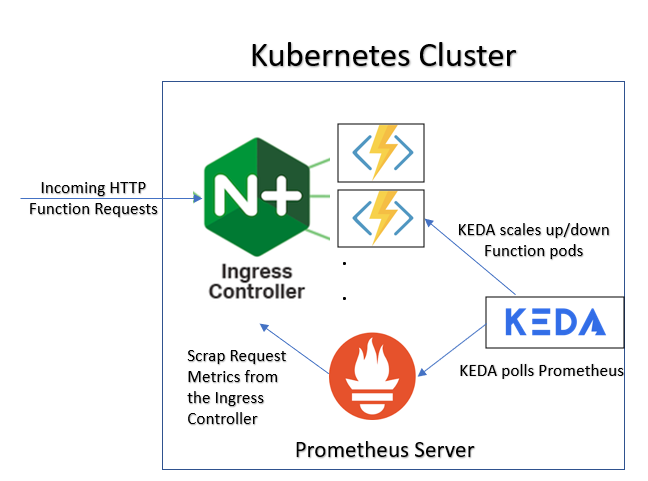 Kubernetes Cluster
Incoming HTTP
Function Requests
N+
Ingress
Controller
KEDA scales up/down
Function pods
KEDA
KEDA polls Prometheus
Scrap Request
Metrics from
the Ingress
Controller
Prometheus Server